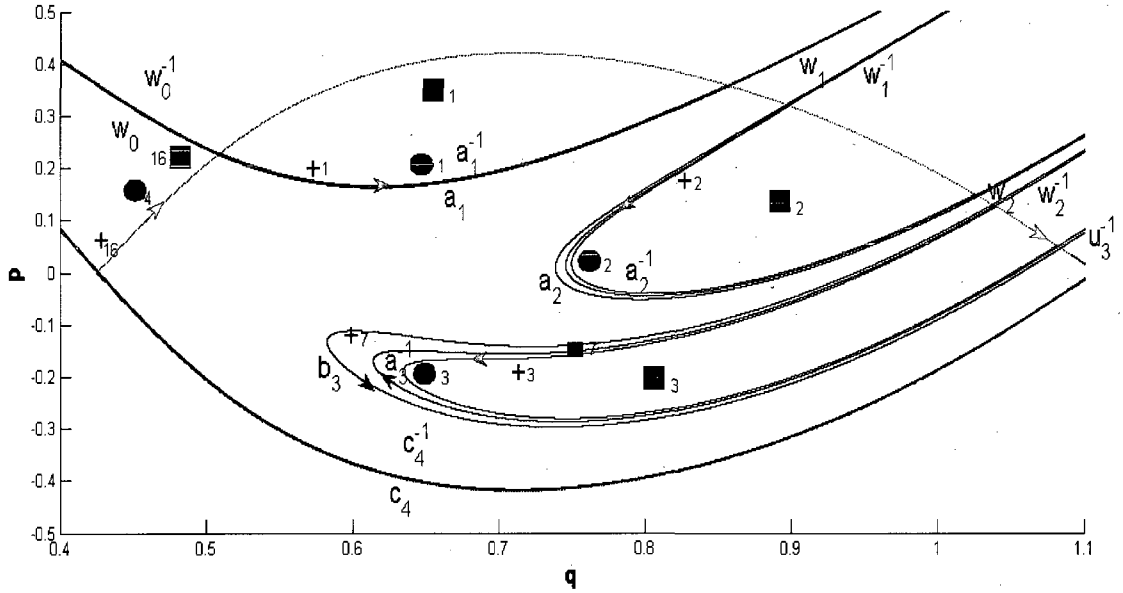 0.5
0.4
0.3
0.2
0.1
0
-0.1
-0.2
-0.3
-0.4
-0.5
P
0.4
0.5
0.6
0.7
0.8
0.9
1
1.1
q
w₀⁻¹
w₀
16
4
+16
+1
1
1
a₁⁻¹
a₁
w₁
w₁⁻¹
+2
2
2
a₂
a₂⁻¹
w₂
w₂⁻¹
u₃⁻¹
+7
7
b₃
a₃⁻¹
3
+3
3
c₄⁻¹
c₄